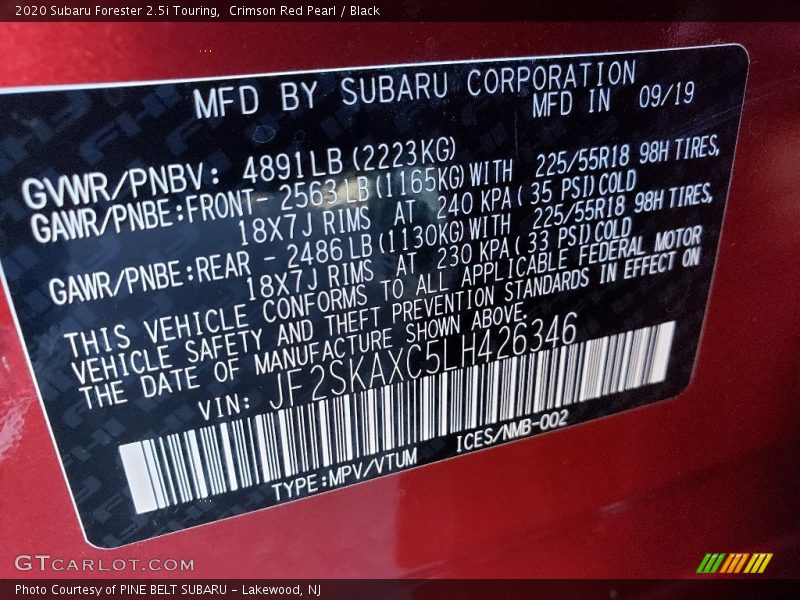 2020 Subaru Forester 2.5i Touring,  Crimson Red Pearl / Black
MFD BY SUBARU CORPORATION
MFD IN 09/19
GVWR/PNBV: 4891LB (2223KG)
GAWR/PNBE:FRONT- 2563LB (1165KG) WITH 225/55R18 98H TIRES,
18X7J RIMS AT 240 KPA ( 35 PSI) COLD
GAWR/PNBE:REAR - 2486LB (1130KG) WITH 225/55R18 98H TIRES,
18X7J RIMS AT 230 KPA ( 33 PSI) COLD
THIS VEHICLE CONFORMS TO ALL APPLICABLE FEDERAL MOTOR
VEHICLE SAFETY AND THEFT PREVENTION STANDARDS IN EFFECT ON
THE DATE OF MANUFACTURE SHOWN ABOVE.
VIN: JF2SKAXC5LH426346
TYPE:MPV/VTUM ICES/NMB-002
GTCARLOT.COM
Photo Courtesy of PINE BELT SUBARU - Lakewood, NJ